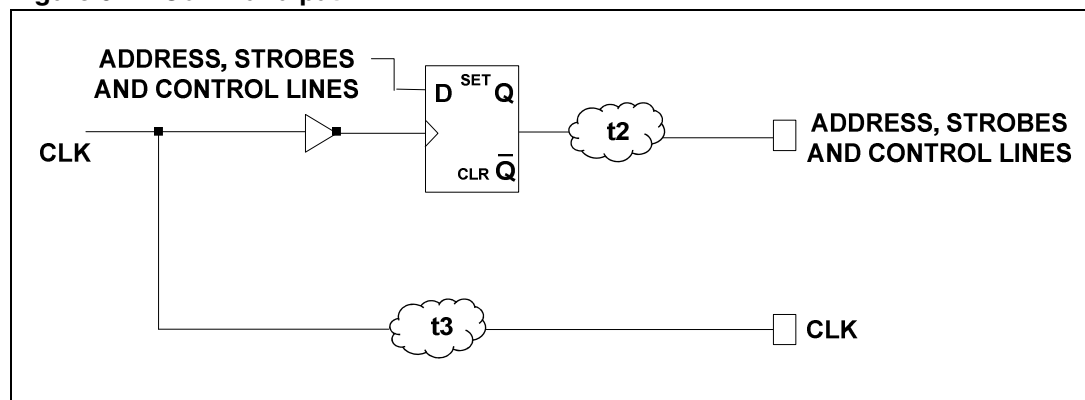 ADDRESS, STROBES
AND CONTROL LINES
D SET Q
CLK
CLR Q̅
t2
ADDRESS, STROBES
AND CONTROL LINES
t3
CLK